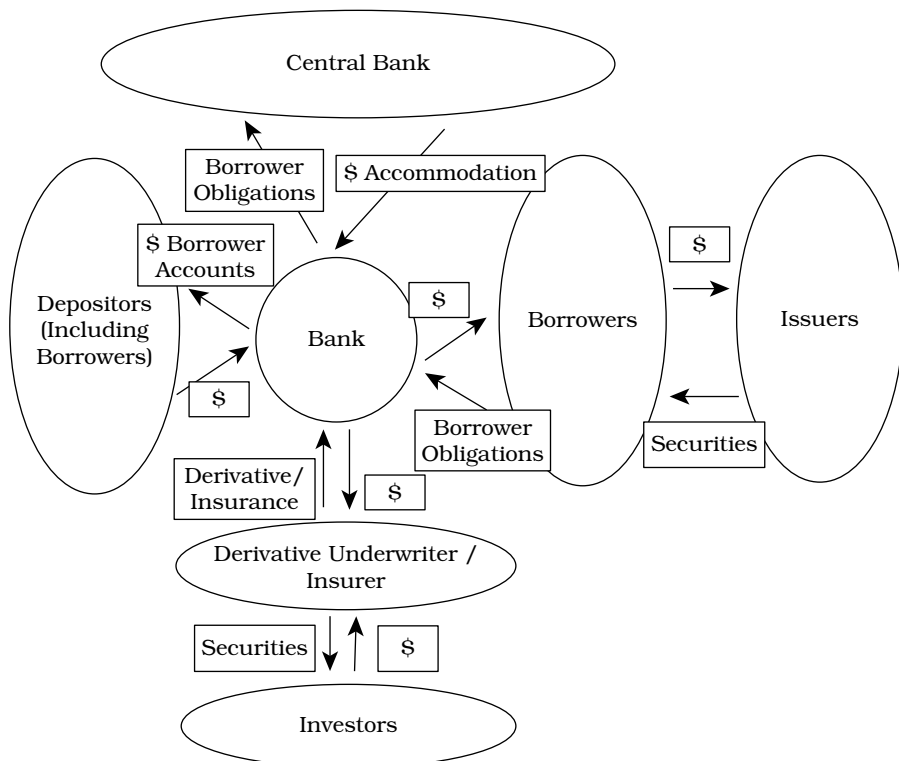 Central Bank
Borrower
Obligations
$ Accommodation
$ Borrower
Accounts
$
$
Depositors
(Including
Borrowers)
Bank
Borrowers
Issuers
$
Borrower
Obligations
Securities
Derivative/
Insurance
$
Derivative Underwriter /
Insurer
Securities
$
Investors